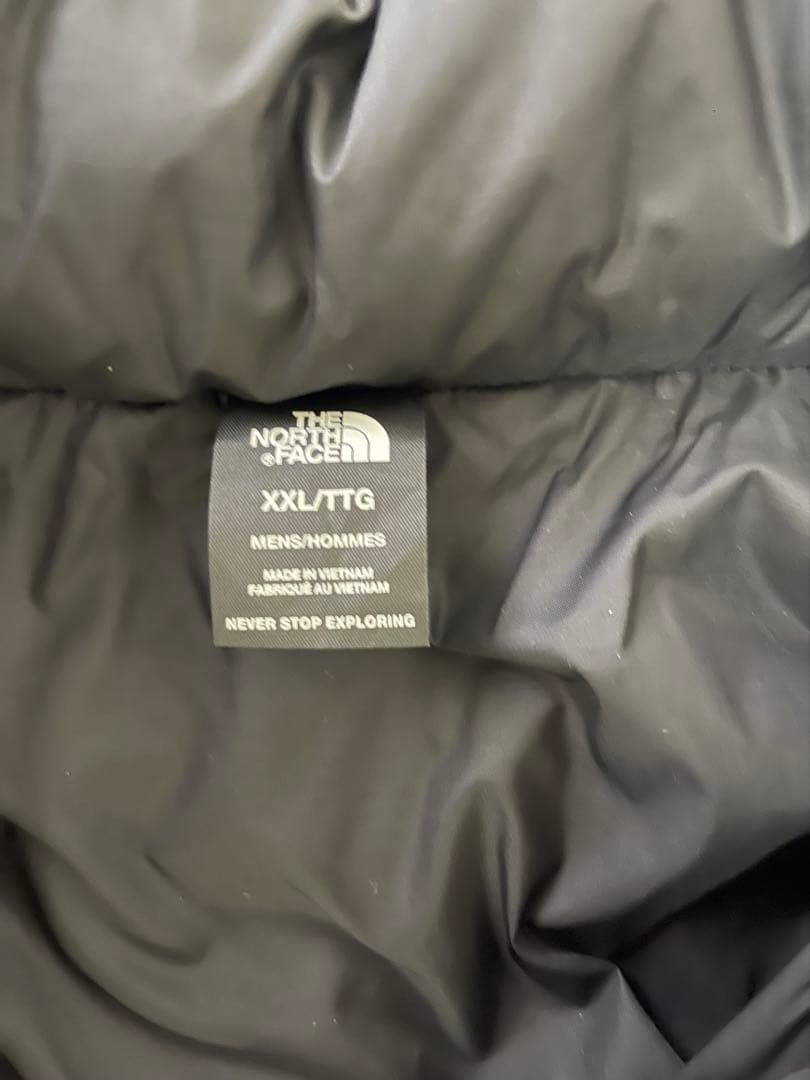 THE
NORTH
®FACE
XXL/TTG
MENS/HOMMES
MADE IN VIETNAM
FABRIQUÉ AU VIETNAM
NEVER STOP EXPLORING